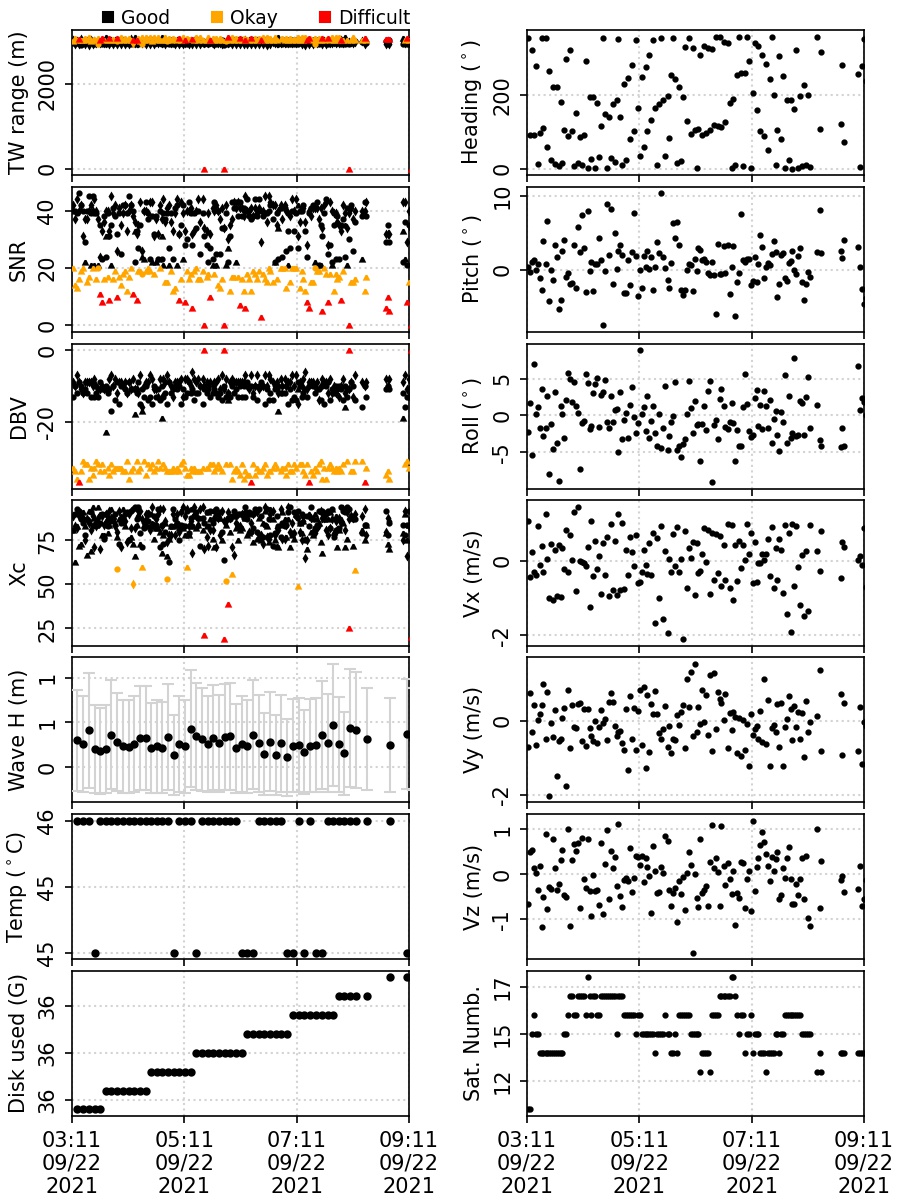 Good Okay Difficult
TW range (m)
2000
0
Heading (°)
200
0
SNR
40
20
0
Pitch (°)
10
0
DBV
0
-20
Roll (°)
5
0
-5
Xc
75
50
25
Vx (m/s)
0
-2
Wave H (m)
1
1
0
Vy (m/s)
0
-2
Temp (°C)
46
45
45
Vz (m/s)
1
0
-1
Disk used (G)
36
36
36
Sat. Numb.
17
15
12
03:11 05:11 07:11 09:11 03:11 05:11 07:11 09:11
09/22 09/22 09/22 09/22 09/22 09/22 09/22 09/22
2021 2021 2021 2021 2021 2021 2021 2021